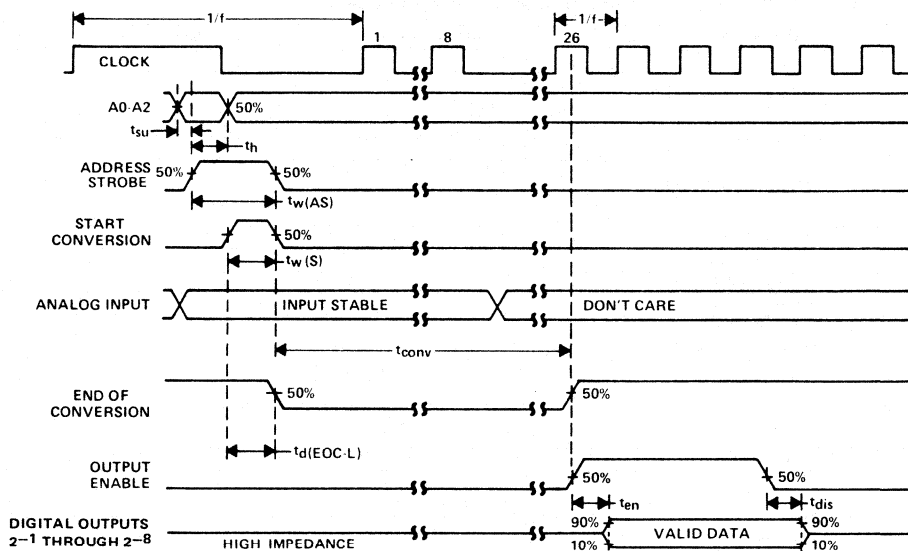 1/f
1/f
1
8
26
CLOCK
A0-A2
50%
tsu
th
ADDRESS
STROBE
50%
50%
tw(AS)
START
CONVERSION
50%
tw(S)
ANALOG INPUT
INPUT STABLE
DON'T CARE
tconv
END OF
CONVERSION
50%
50%
td(EOC-L)
OUTPUT
ENABLE
50%
50%
ten
tdis
DIGITAL OUTPUTS
2-1 THROUGH 2-8
HIGH IMPEDANCE
90%
10%
VALID DATA
90%
10%